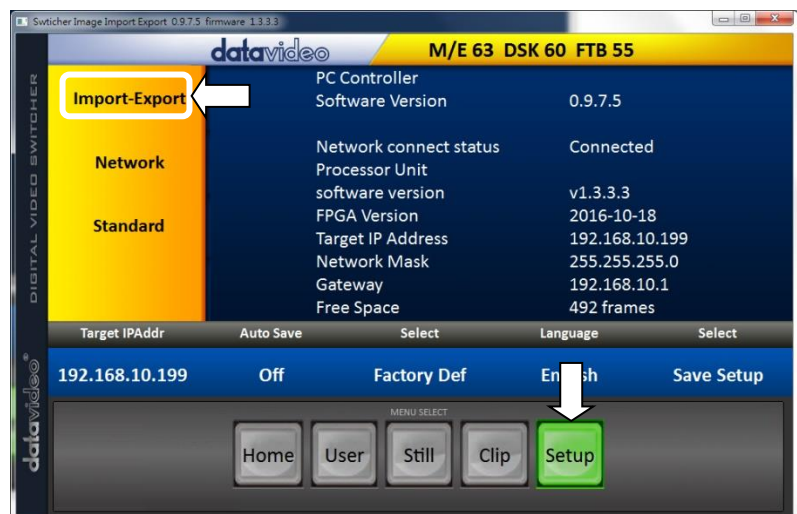 Swticher Image Import Export 0.9.7.5 firmware 1.3.3.3
datavideo
M/E 63 DSK 60 FTB 55
Import-Export
Network
Standard
PC Controller
Software Version 0.9.7.5
Network connect status Connected
Processor Unit
software version v1.3.3.3
FPGA Version 2016-10-18
Target IP Address 192.168.10.199
Network Mask 255.255.255.0
Gateway 192.168.10.1
Free Space 492 frames
Target IPAddr Auto Save Select Language Select
192.168.10.199 Off Factory Def Save Setup
MENU SELECT
Home User Still Clip Setup
DIGITAL VIDEO SWITCHER
datavideo